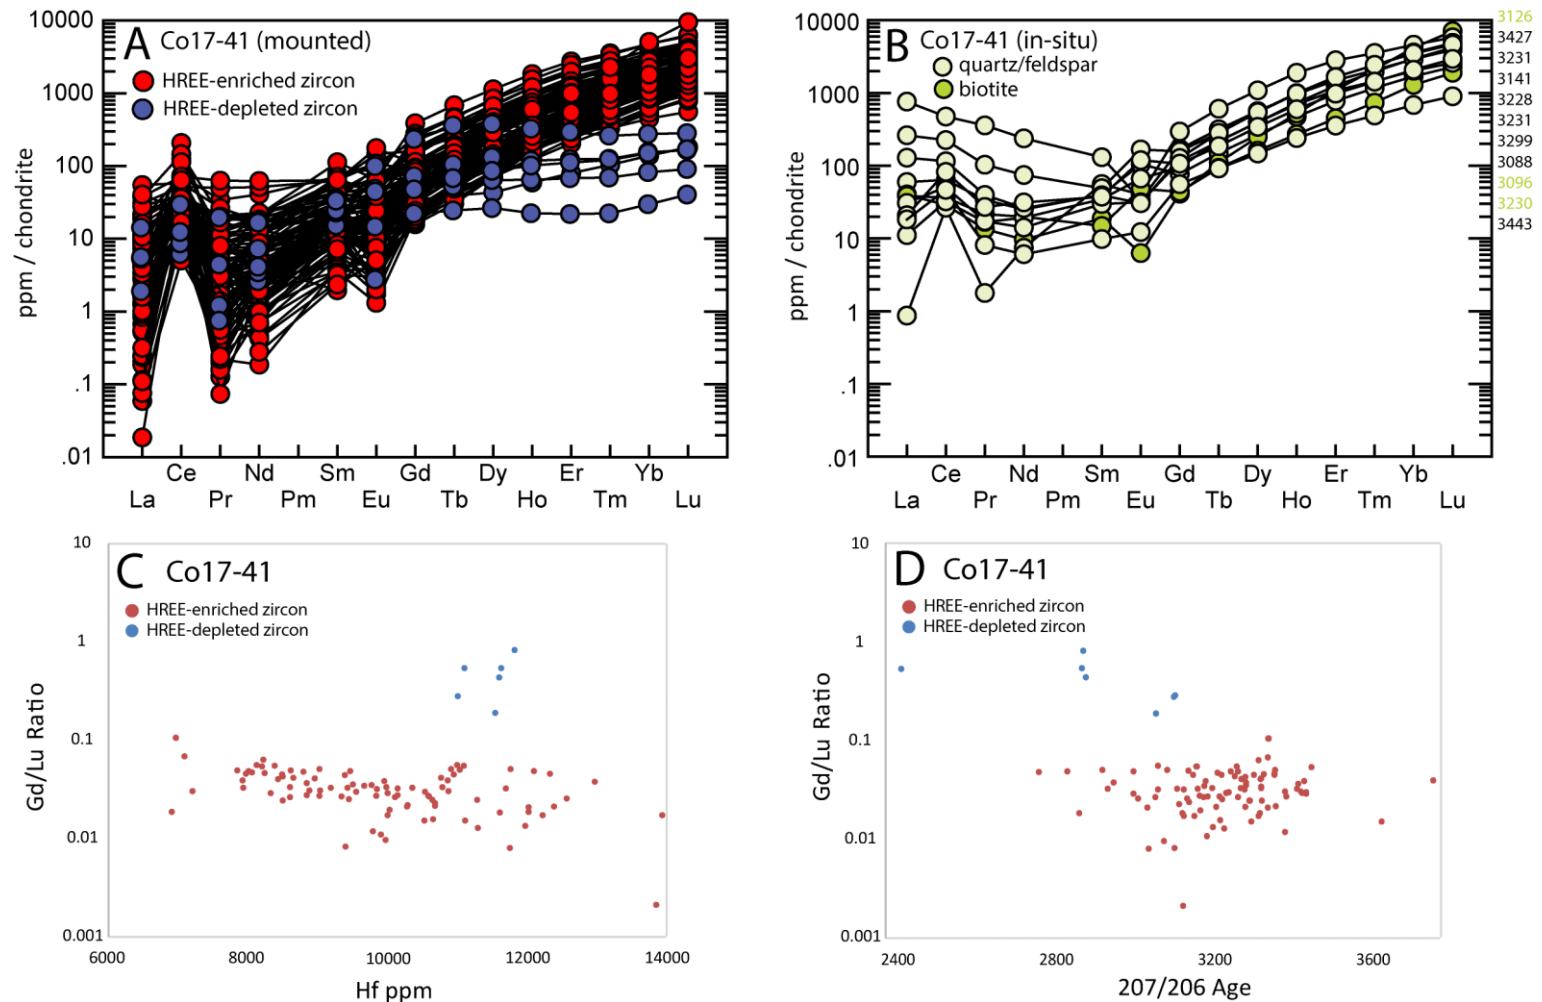 A
Co17-41 (mounted)
HREE-enriched zircon
HREE-depleted zircon
10000
1000
100
10
1
.1
.01
ppm / chondrite
Ce Nd Sm Gd Dy Er Yb
La Pr Pm Eu Tb Ho Tm Lu
B
Co17-41 (in-situ)
quartz/feldspar
biotite
10000
1000
100
10
1
.1
.01
ppm / chondrite
Ce Nd Sm Gd Dy Er Yb
La Pr Pm Eu Tb Ho Tm Lu
3126
3427
3231
3141
3228
3231
3299
3088
3096
3230
3443
C
Co17-41
HREE-enriched zircon
HREE-depleted zircon
10
1
0.1
0.01
0.001
Gd/Lu Ratio
6000 8000 10000 12000 14000
Hf ppm
D
Co17-41
HREE-enriched zircon
HREE-depleted zircon
10
1
0.1
0.01
0.001
Gd/Lu Ratio
2400 2800 3200 3600
207/206 Age